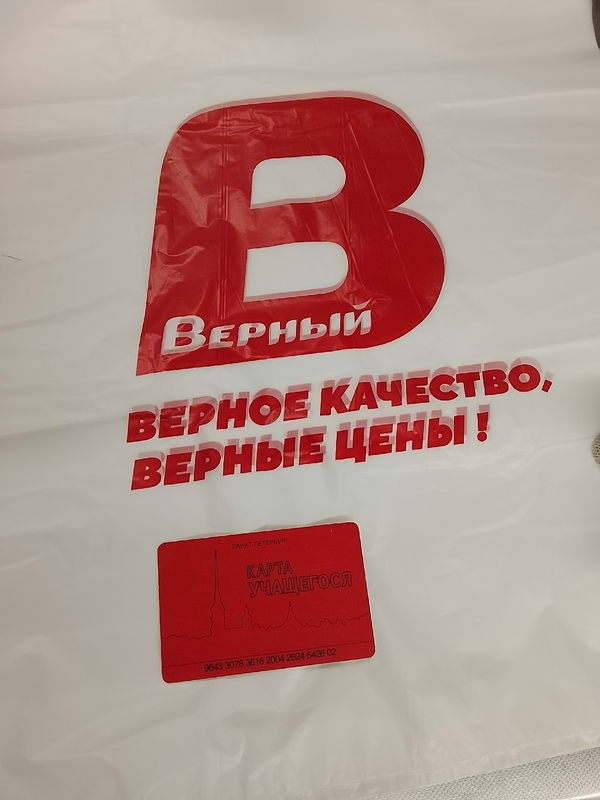 В
Верный
ВЕРНОЕ КАЧЕСТВО,
ВЕРНЫЕ ЦЕНЫ!
САНКТ-ПЕТЕРБУРГ
КАРТА
УЧАЩЕГОСЯ
9643 3078 3616 2004 2624 6426 02